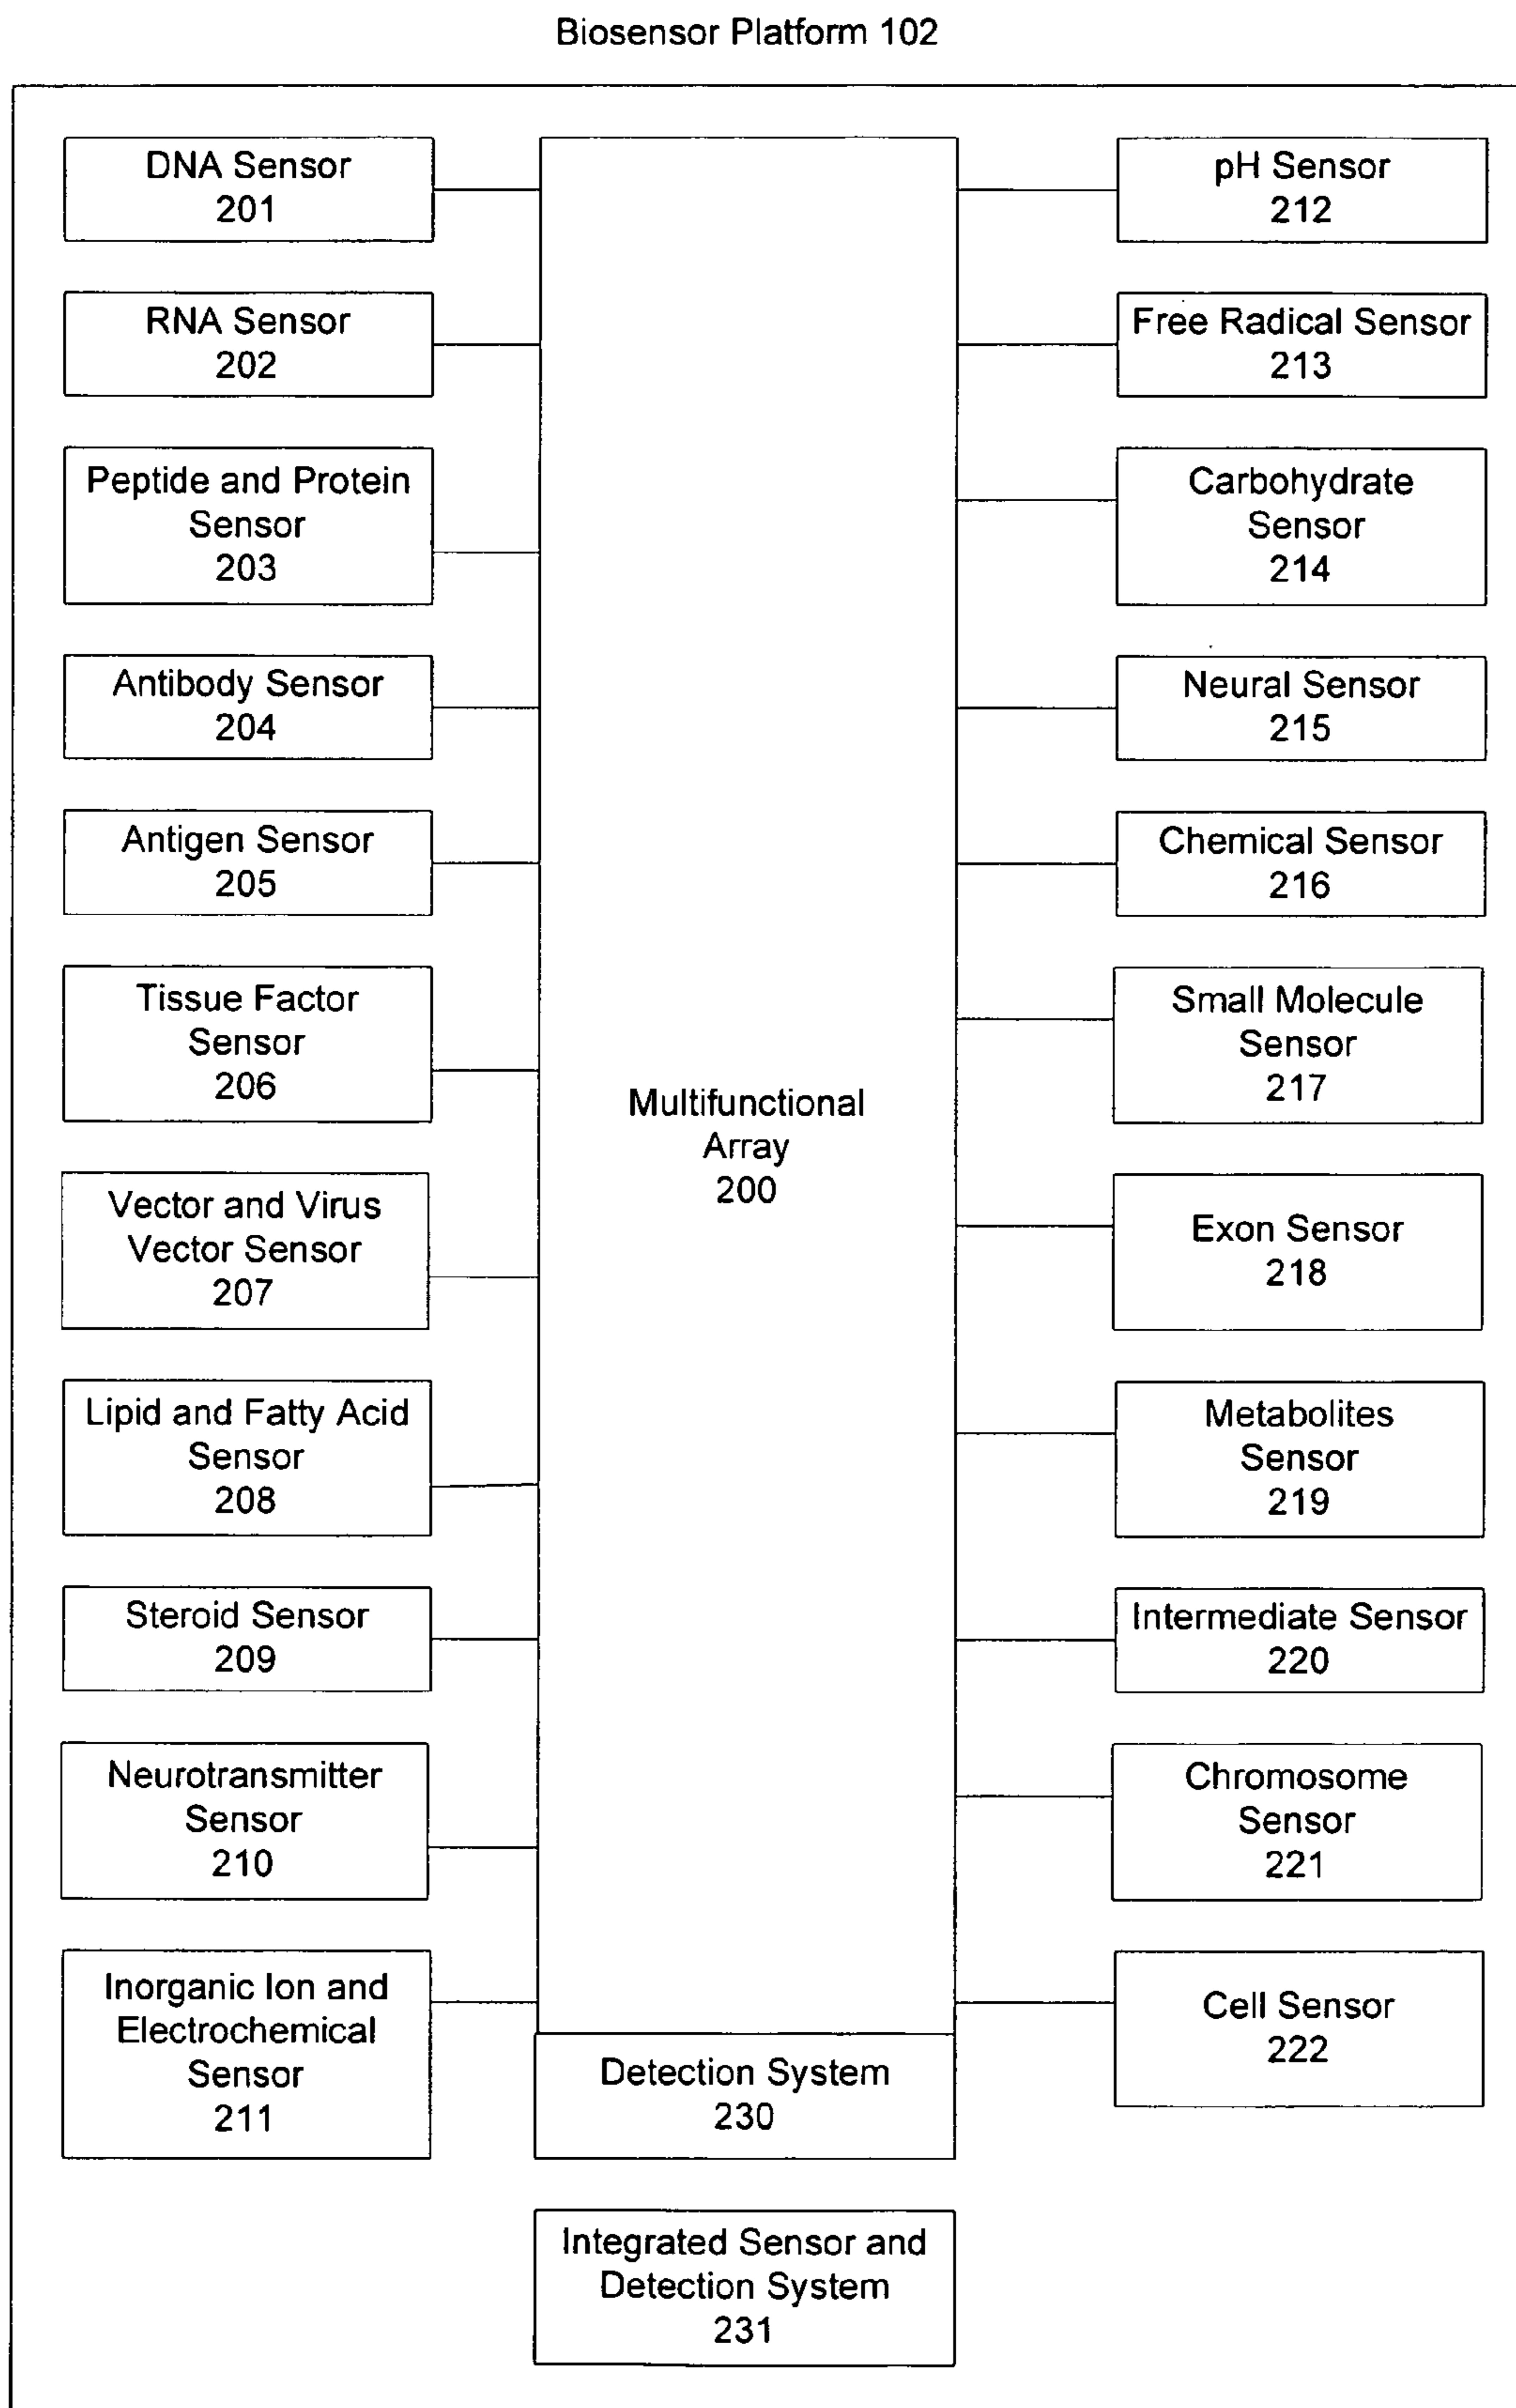 Biosensor Platform 102
DNA Sensor
201
RNA Sensor
202
Peptide and Protein
Sensor
203
Antibody Sensor
204
Antigen Sensor
205
Tissue Factor
Sensor
206
Vector and Virus
Vector Sensor
207
Lipid and Fatty Acid
Sensor
208
Steroid Sensor
209
Neurotransmitter
Sensor
210
Inorganic Ion and
Electrochemical
Sensor
211
Multifunctional
Array
200
Detection System
230
Integrated Sensor and
Detection System
231
pH Sensor
212
Free Radical Sensor
213
Carbohydrate
Sensor
214
Neural Sensor
215
Chemical Sensor
216
Small Molecule
Sensor
217
Exon Sensor
218
Metabolites
Sensor
219
Intermediate Sensor
220
Chromosome
Sensor
221
Cell Sensor
222